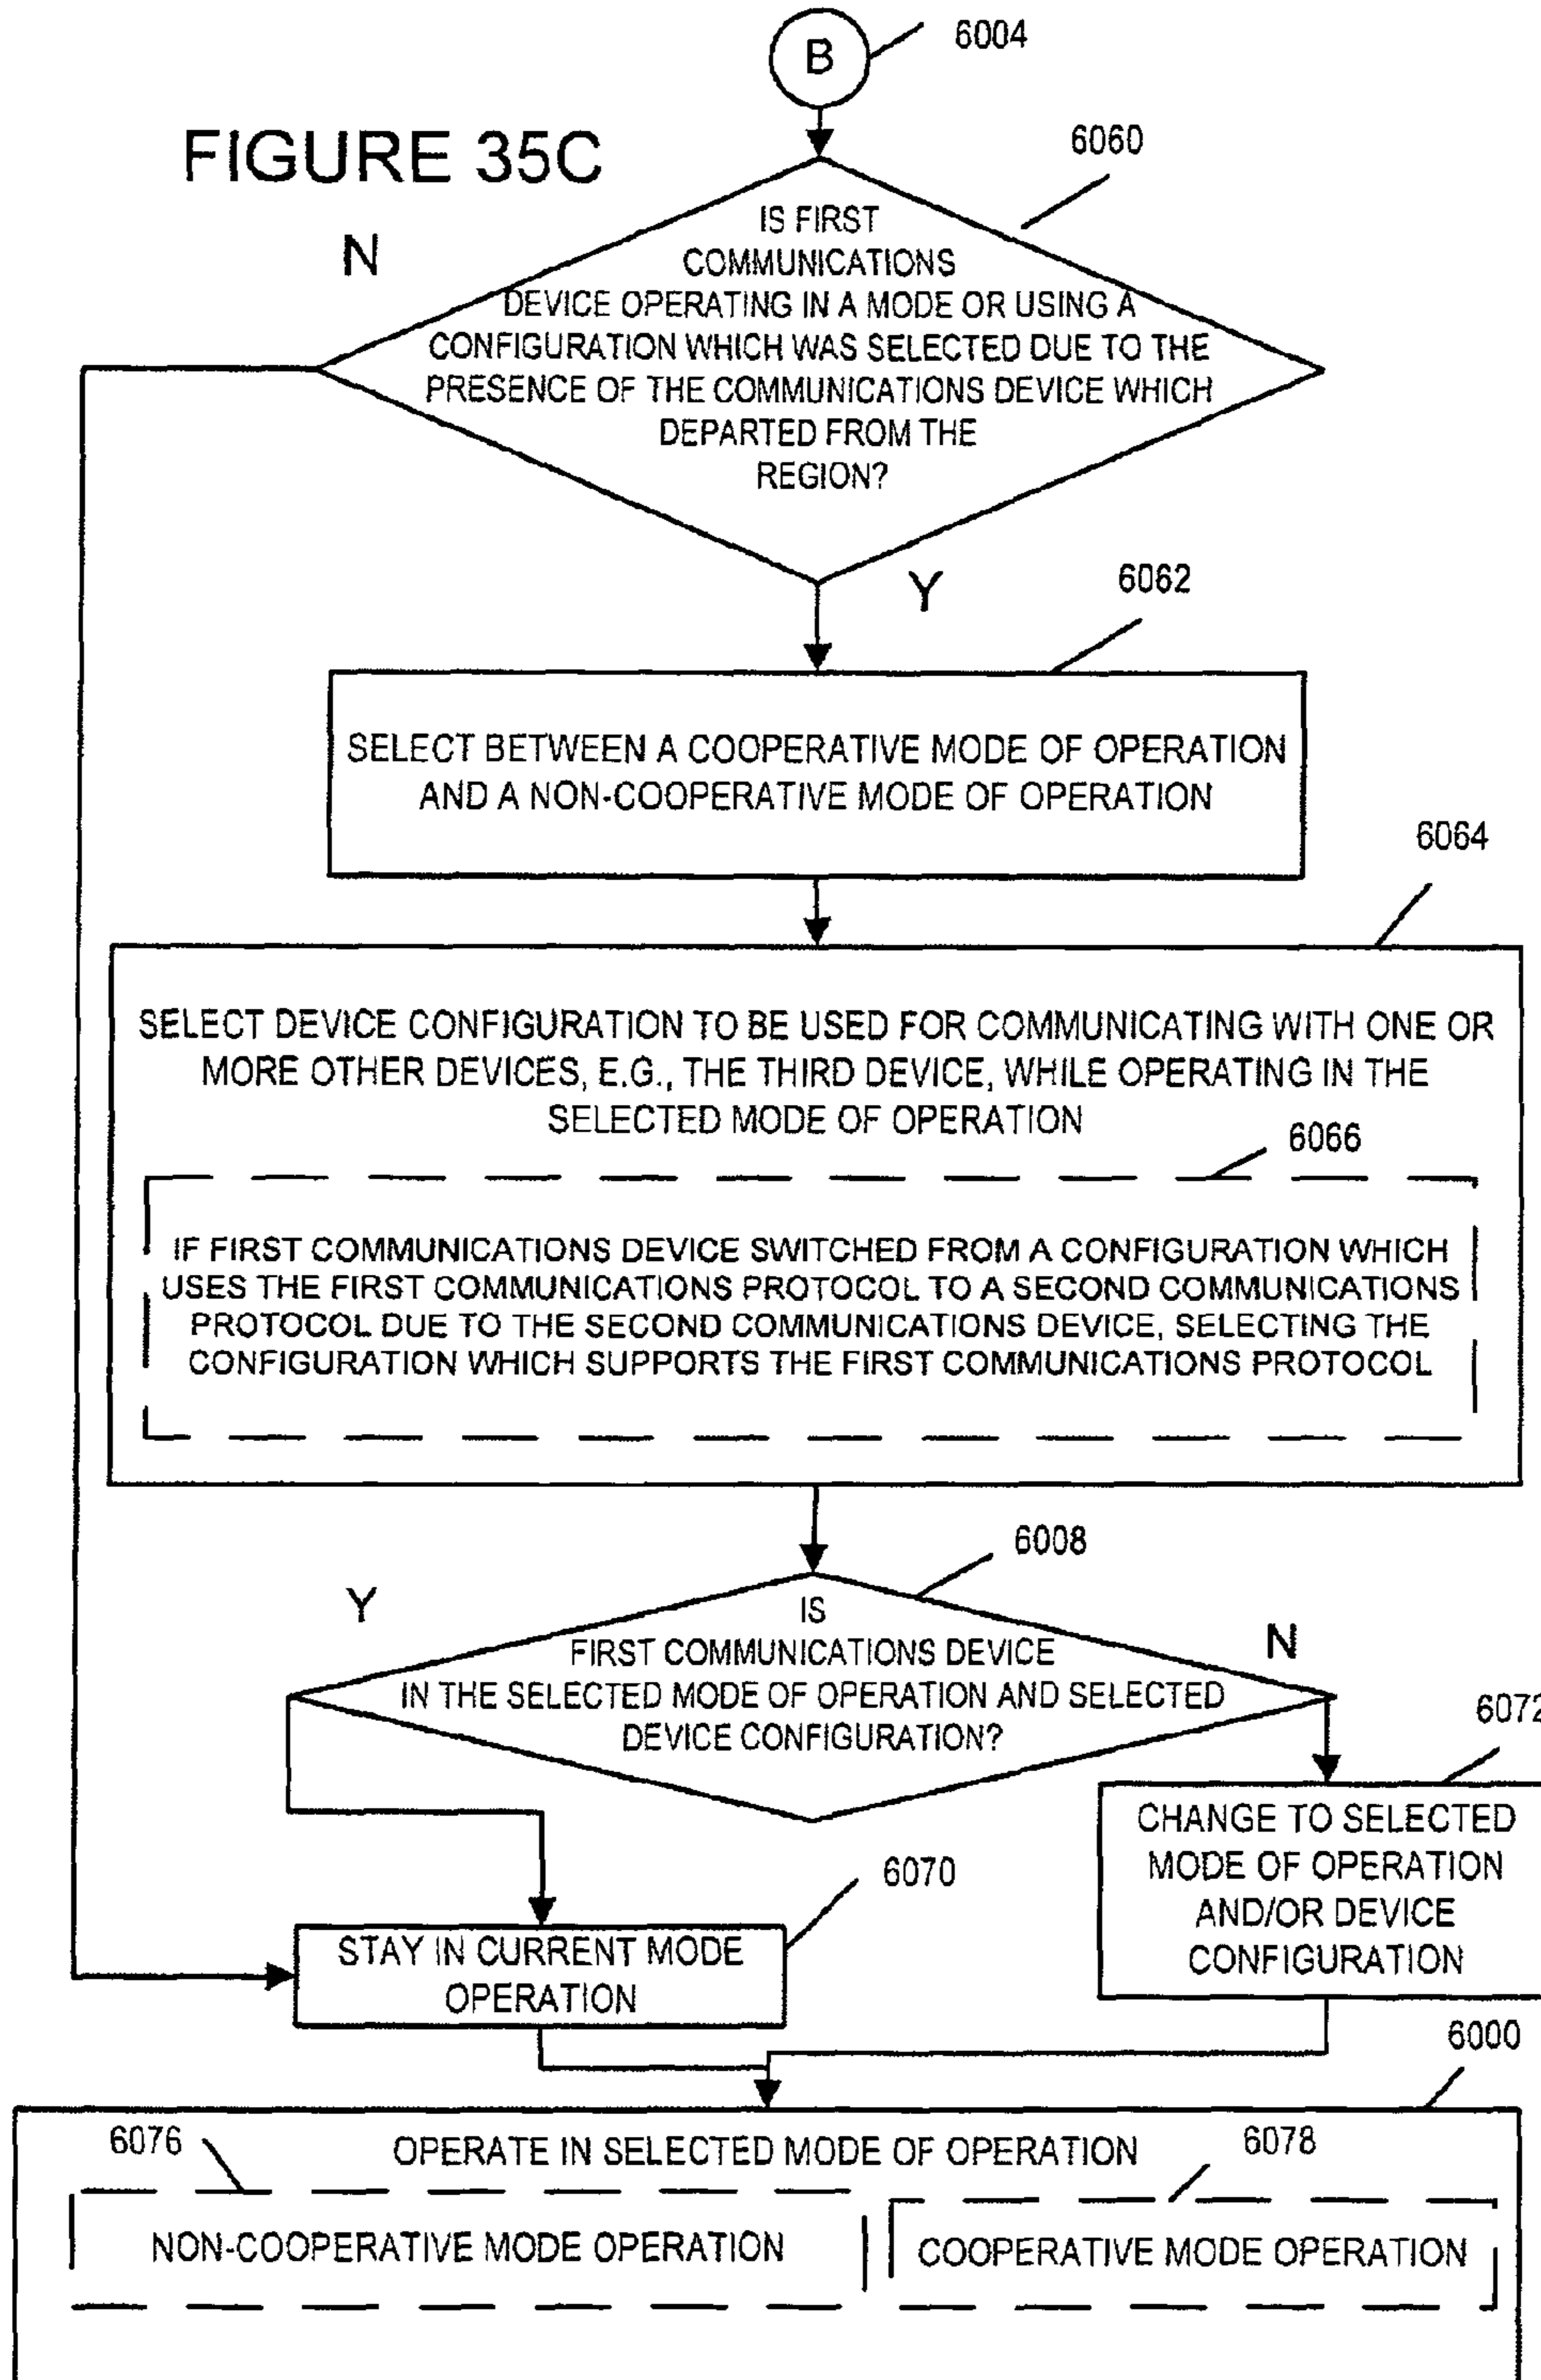 B
6004
FIGURE 35C
6060
N
IS FIRST
COMMUNICATIONS
DEVICE OPERATING IN A MODE OR USING A
CONFIGURATION WHICH WAS SELECTED DUE TO THE
PRESENCE OF THE COMMUNICATIONS DEVICE WHICH
DEPARTED FROM THE
REGION?
Y
6062
SELECT BETWEEN A COOPERATIVE MODE OF OPERATION
AND A NON-COOPERATIVE MODE OF OPERATION
6064
SELECT DEVICE CONFIGURATION TO BE USED FOR COMMUNICATING WITH ONE OR
MORE OTHER DEVICES, E.G., THE THIRD DEVICE, WHILE OPERATING IN THE
SELECTED MODE OF OPERATION
6066
IF FIRST COMMUNICATIONS DEVICE SWITCHED FROM A CONFIGURATION WHICH
USES THE FIRST COMMUNICATIONS PROTOCOL TO A SECOND COMMUNICATIONS
PROTOCOL DUE TO THE SECOND COMMUNICATIONS DEVICE, SELECTING THE
CONFIGURATION WHICH SUPPORTS THE FIRST COMMUNICATIONS PROTOCOL
6008
Y
IS
FIRST COMMUNICATIONS DEVICE
IN THE SELECTED MODE OF OPERATION AND SELECTED
DEVICE CONFIGURATION?
N
6072
CHANGE TO SELECTED
MODE OF OPERATION
AND/OR DEVICE
CONFIGURATION
6070
STAY IN CURRENT MODE
OPERATION
6000
OPERATE IN SELECTED MODE OF OPERATION
6076
6078
NON-COOPERATIVE MODE OPERATION
COOPERATIVE MODE OPERATION